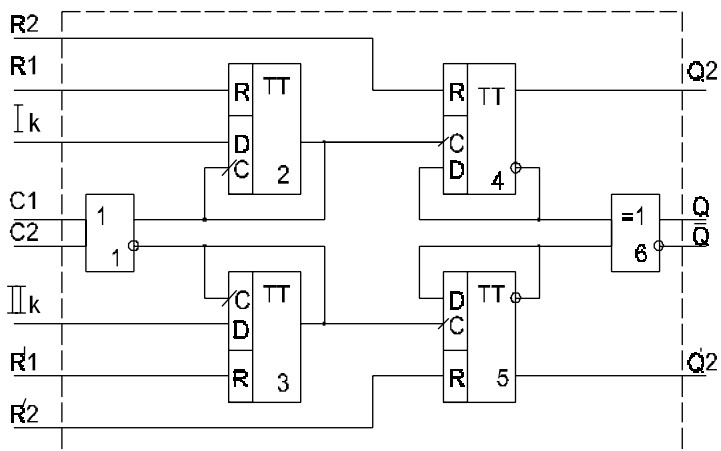 R2
R1 R TT R TT Q2
Ik D C
C 2 D 4
C1 1 =1 Q
C2 1 6 Q̅
C TT D TT
IIk D C
R'1 R 3 R 5 Q'2
R'2